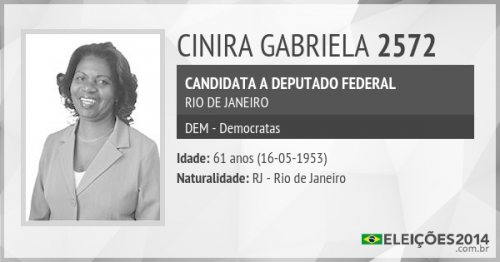 CINIRA GABRIELA 2572
CANDIDATA A DEPUTADO FEDERAL
RIO DE JANEIRO
DEM - Democratas
Idade: 61 anos (16-05-1953)
Naturalidade: RJ - Rio de Janeiro
ELEIÇÕES2014
.com.br